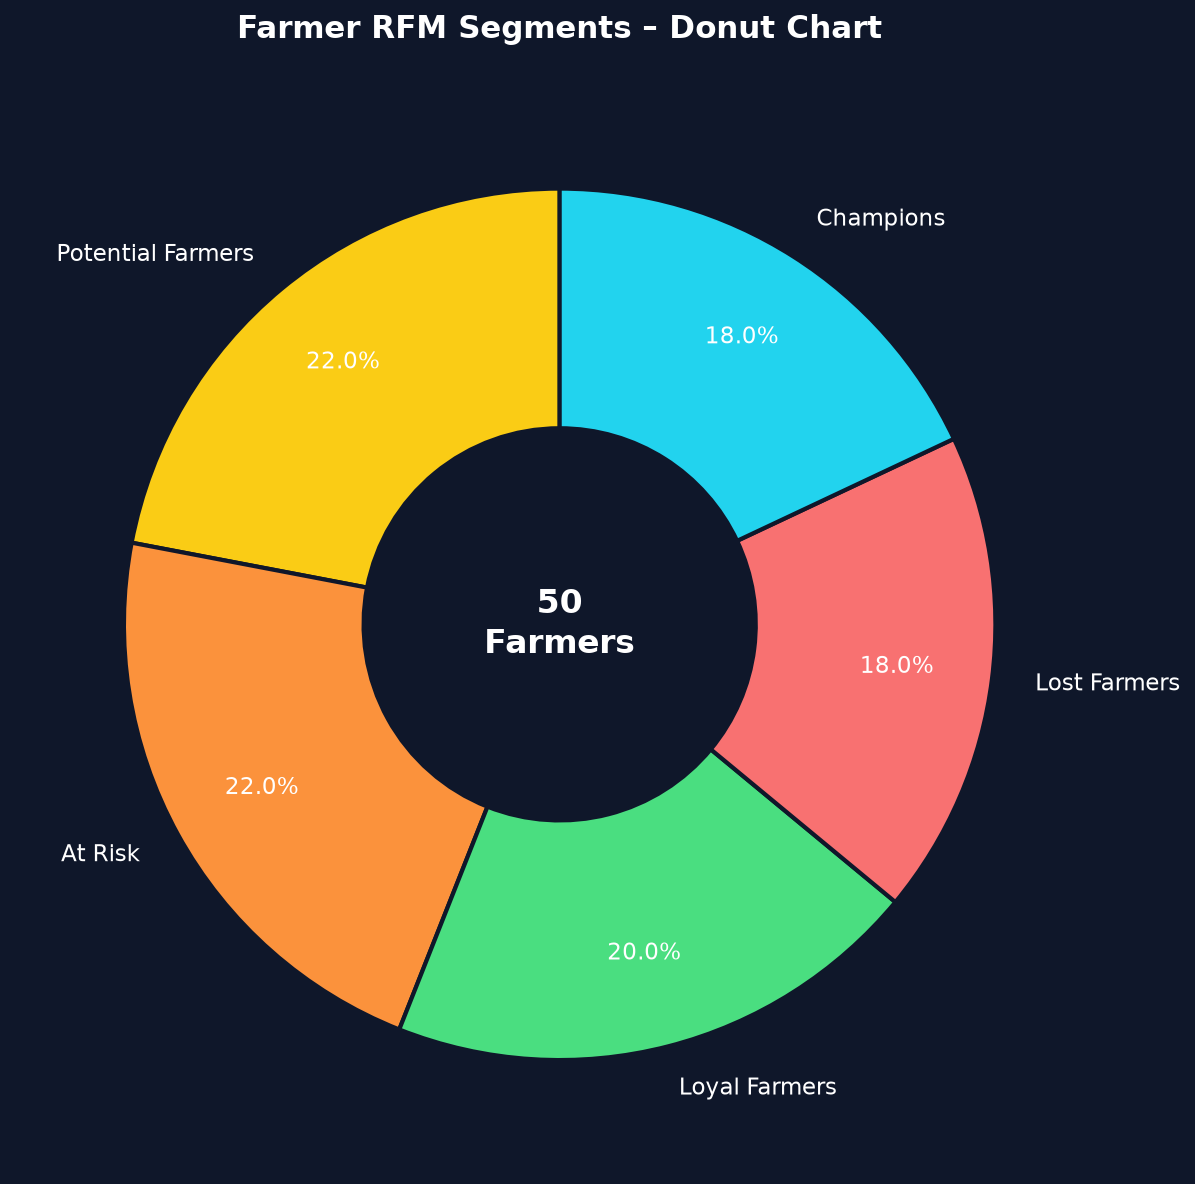 Farmer RFM Segments – Donut Chart
Champions
Potential Farmers
18.0%
22.0%
50
Farmers
18.0%
Lost Farmers
22.0%
At Risk
20.0%
Loyal Farmers